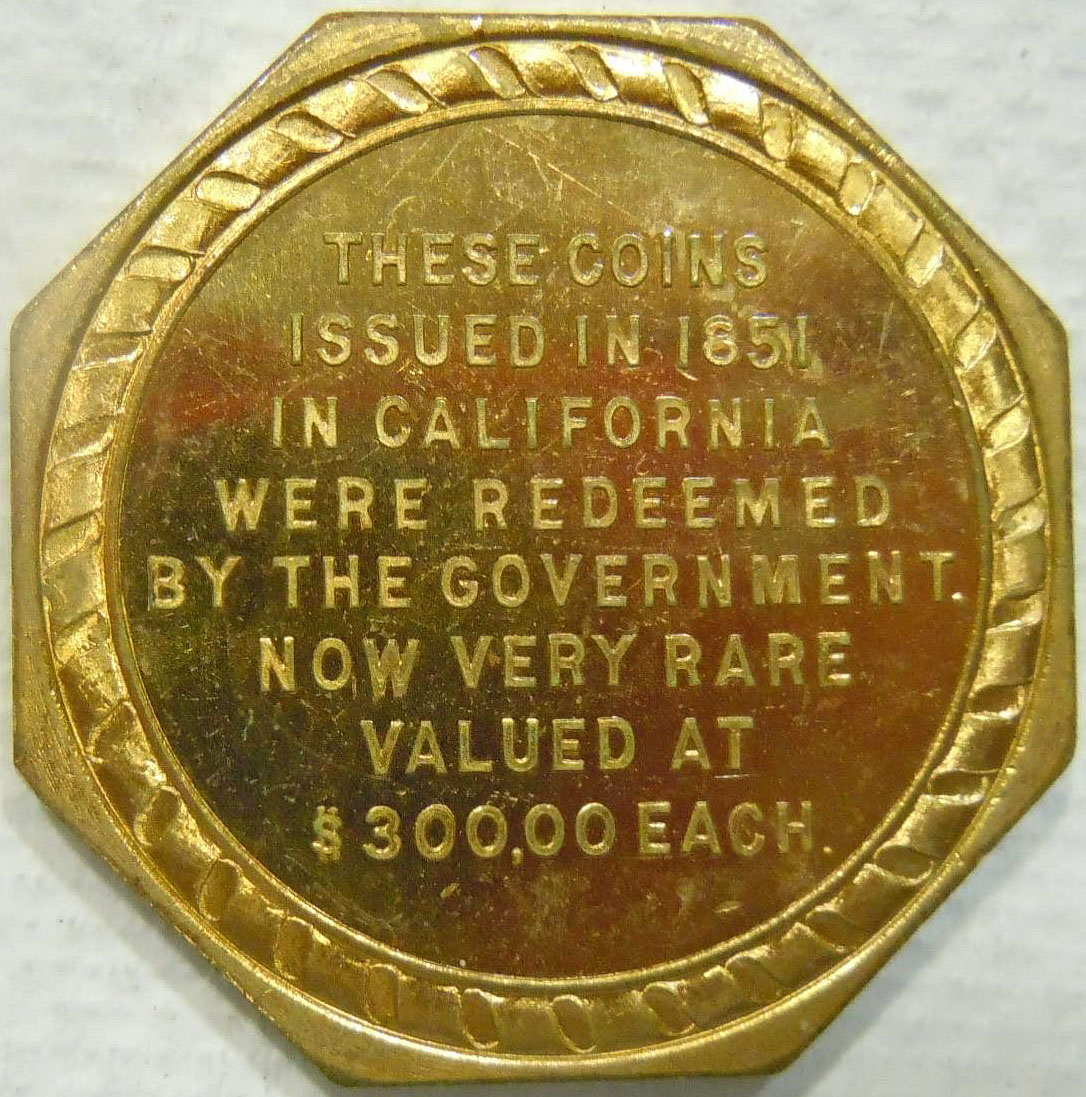 THESE COINS
ISSUED IN 1851
IN CALIFORNIA
WERE REDEEMED
BY THE GOVERNMENT.
NOW VERY RARE
VALUED AT
$300,00 EACH.